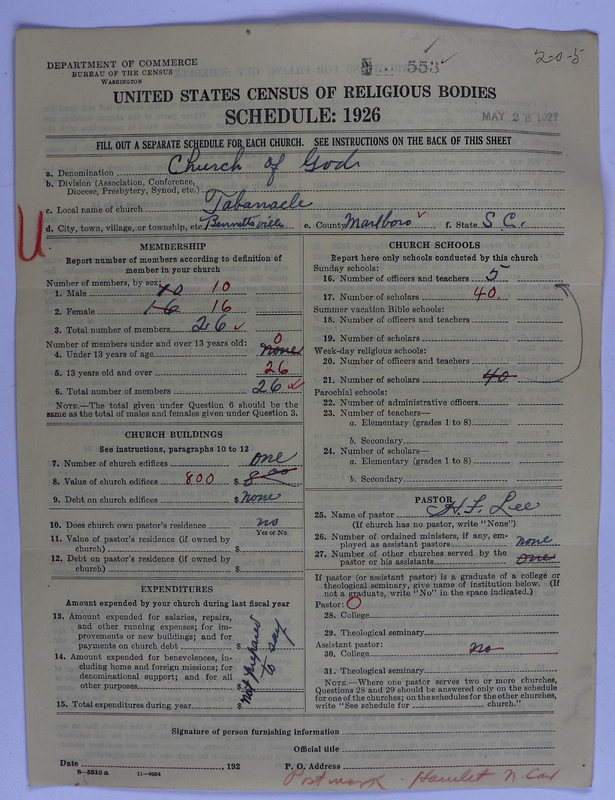 2-0-5
553
DEPARTMENT OF COMMERCE
BUREAU OF THE CENSUS
WASHINGTON
UNITED STATES CENSUS OF RELIGIOUS BODIES
SCHEDULE: 1926
MAY 28 1927
FILL OUT A SEPARATE SCHEDULE FOR EACH CHURCH. SEE INSTRUCTIONS ON THE BACK OF THIS SHEET
a. Denomination Church of God
b. Division (Association, Conference,
Diocese, Presbytery, Synod, etc.)
c. Local name of church Tabanacle
d. City, town, village, or township, etc. Bennettsville e. County Marlboro f. State S. C.
U
MEMBERSHIP
Report number of members according to definition of
member in your church
Number of members, by sex:
1. Male 10 10
2. Female 16 16
3. Total number of members 26
Number of members under and over 13 years old: 0
4. Under 13 years of age none
5. 13 years old and over 26
6. Total number of members 26
NOTE.—The total given under Question 6 should be
the same as the total of males and females given under Question 3.
CHURCH BUILDINGS
See instructions, paragraphs 10 to 12
7. Number of church edifices one
8. Value of church edifices 800 $ 800
9. Debt on church edifices $ none
10. Does church own pastor's residence no
Yes or No
11. Value of pastor's residence (if owned by
church) $
12. Debt on pastor's residence (if owned by
church) $
EXPENDITURES
Amount expended by your church during last fiscal year
13. Amount expended for salaries, repairs,
and other running expenses; for im-
provements or new buildings; and for
payments on church debt $
14. Amount expended for benevolences, in-
cluding home and foreign missions; for
denominational support; and for all
other purposes
15. Total expenditures during year
not prepared
to say
CHURCH SCHOOLS
Report here only schools conducted by this church
Sunday schools:
16. Number of officers and teachers 5
17. Number of scholars 40
Summer vacation Bible schools:
18. Number of officers and teachers
19. Number of scholars
Week-day religious schools:
20. Number of officers and teachers
21. Number of scholars 40
Parochial schools:
22. Number of administrative officers
23. Number of teachers—
a. Elementary (grades 1 to 8)
b. Secondary
24. Number of scholars—
a. Elementary (grades 1 to 8)
b. Secondary
PASTOR
25. Name of pastor H. L. Lee
(If church has no pastor, write "None")
26. Number of ordained ministers, if any, em-
ployed as assistant pastors none
27. Number of other churches served by the
pastor or his assistants one
If pastor (or assistant pastor) is a graduate of a college or
theological seminary, give name of institution below. (If
not a graduate, write "No" in the space indicated.)
Pastor: O
28. College
29. Theological seminary
Assistant pastor:
30. College no
31. Theological seminary
NOTE.—Where one pastor serves two or more churches,
Questions 28 and 29 should be answered only on the schedule
for one of the churches; on the schedules for the other churches,
write "See schedule for church."
Signature of person furnishing information
Official title
Date , 192 P. O. Address
8-5518a 11-9054
Post mark - Hamlet N. Car